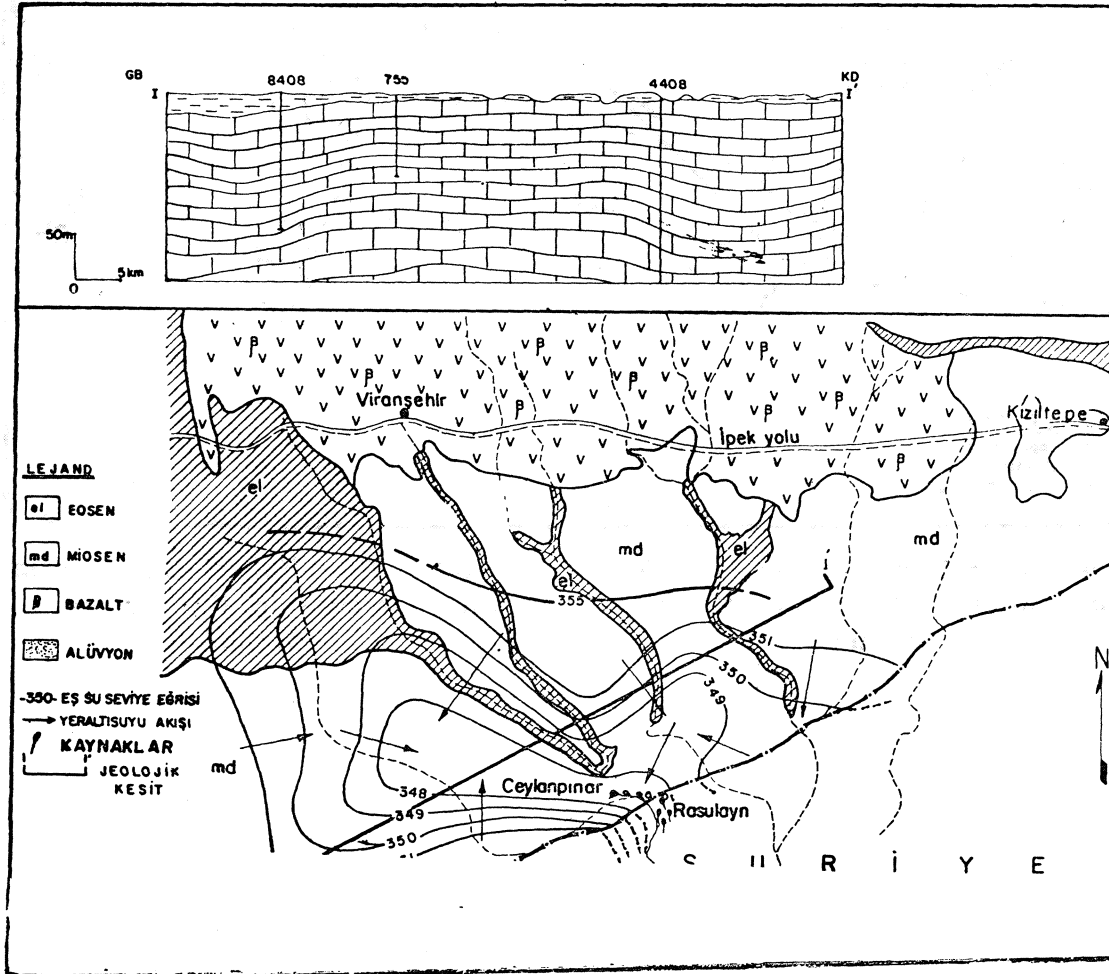 GB 8408 755 4408 KD
I I'
50m
0 5km
Viranşehir
Kızıltepe
İpek yolu
LEJAND
el EOSEN
md MİOSEN
β BAZALT
ALÜVYON
-350- EŞ SU SEVİYE EĞRİSİ
YERALTISUYU AKIŞI
KAYNAKLAR
I I'
JEOLOJİK
KESİT
β
β
β
β
β
β
β
β
el
md
el
md
el
I
355
351
350
349
N
md
Ceylanpınar
348
349
350
Rasulayn
SURİYE